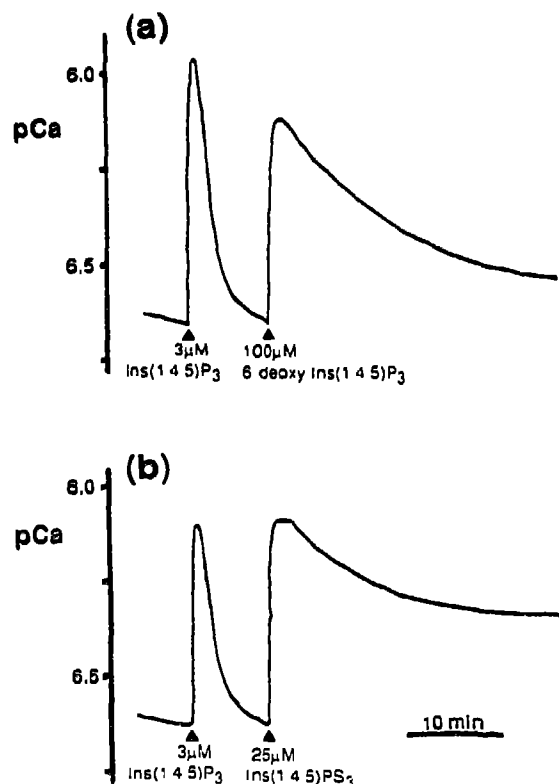 (a)
6.0
pCa
6.5
3μM
Ins(1 4 5)P3
100μM
6 deoxy Ins(1 4 5)P3
(b)
6.0
pCa
6.5
3μM
Ins(1 4 5)P3
25μM
Ins(1 4 5)PS3
10 min